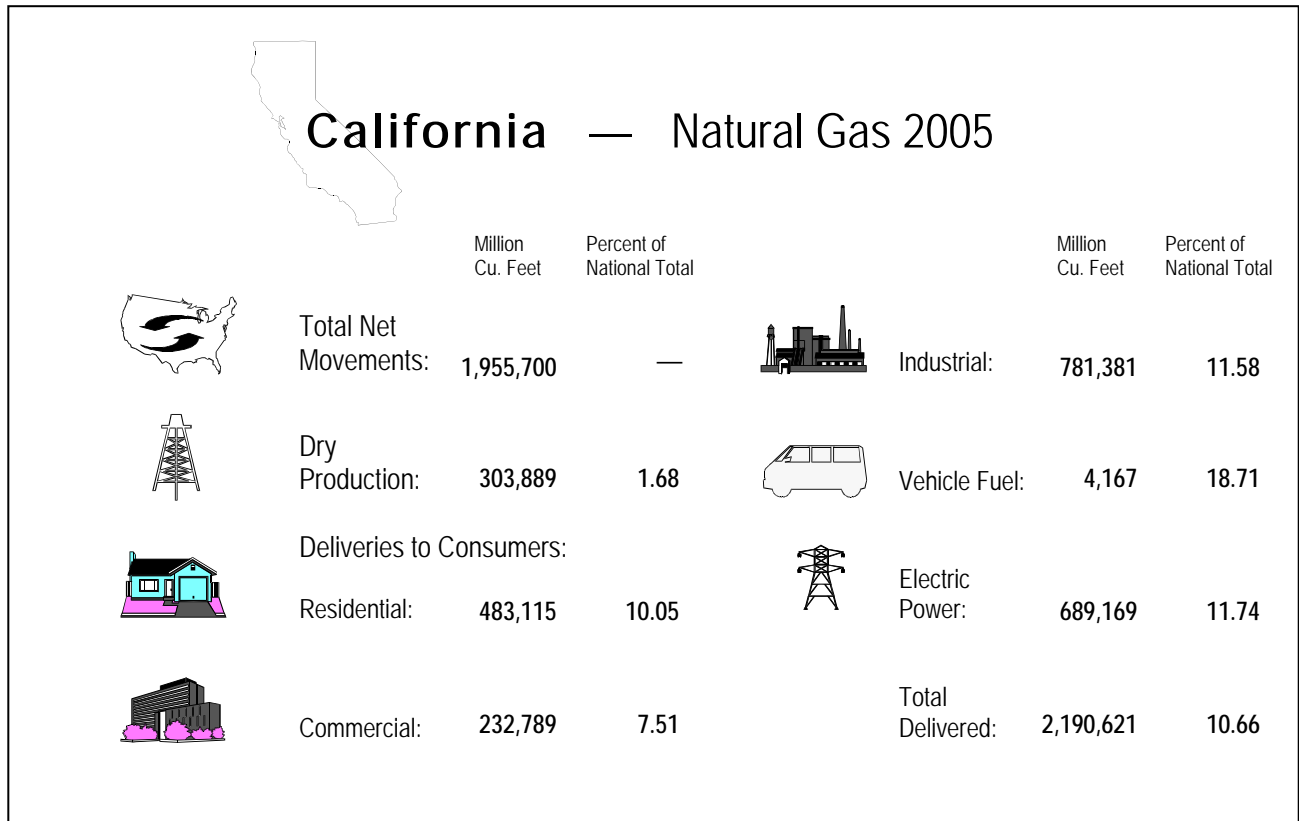 California — Natural Gas 2005
Million
Cu. Feet
Percent of
National Total
Total Net
Movements: 1,955,700 —
Dry
Production: 303,889 1.68
Deliveries to Consumers:
Residential: 483,115 10.05
Commercial: 232,789 7.51
Million
Cu. Feet
Percent of
National Total
Industrial: 781,381 11.58
Vehicle Fuel: 4,167 18.71
Electric
Power: 689,169 11.74
Total
Delivered: 2,190,621 10.66